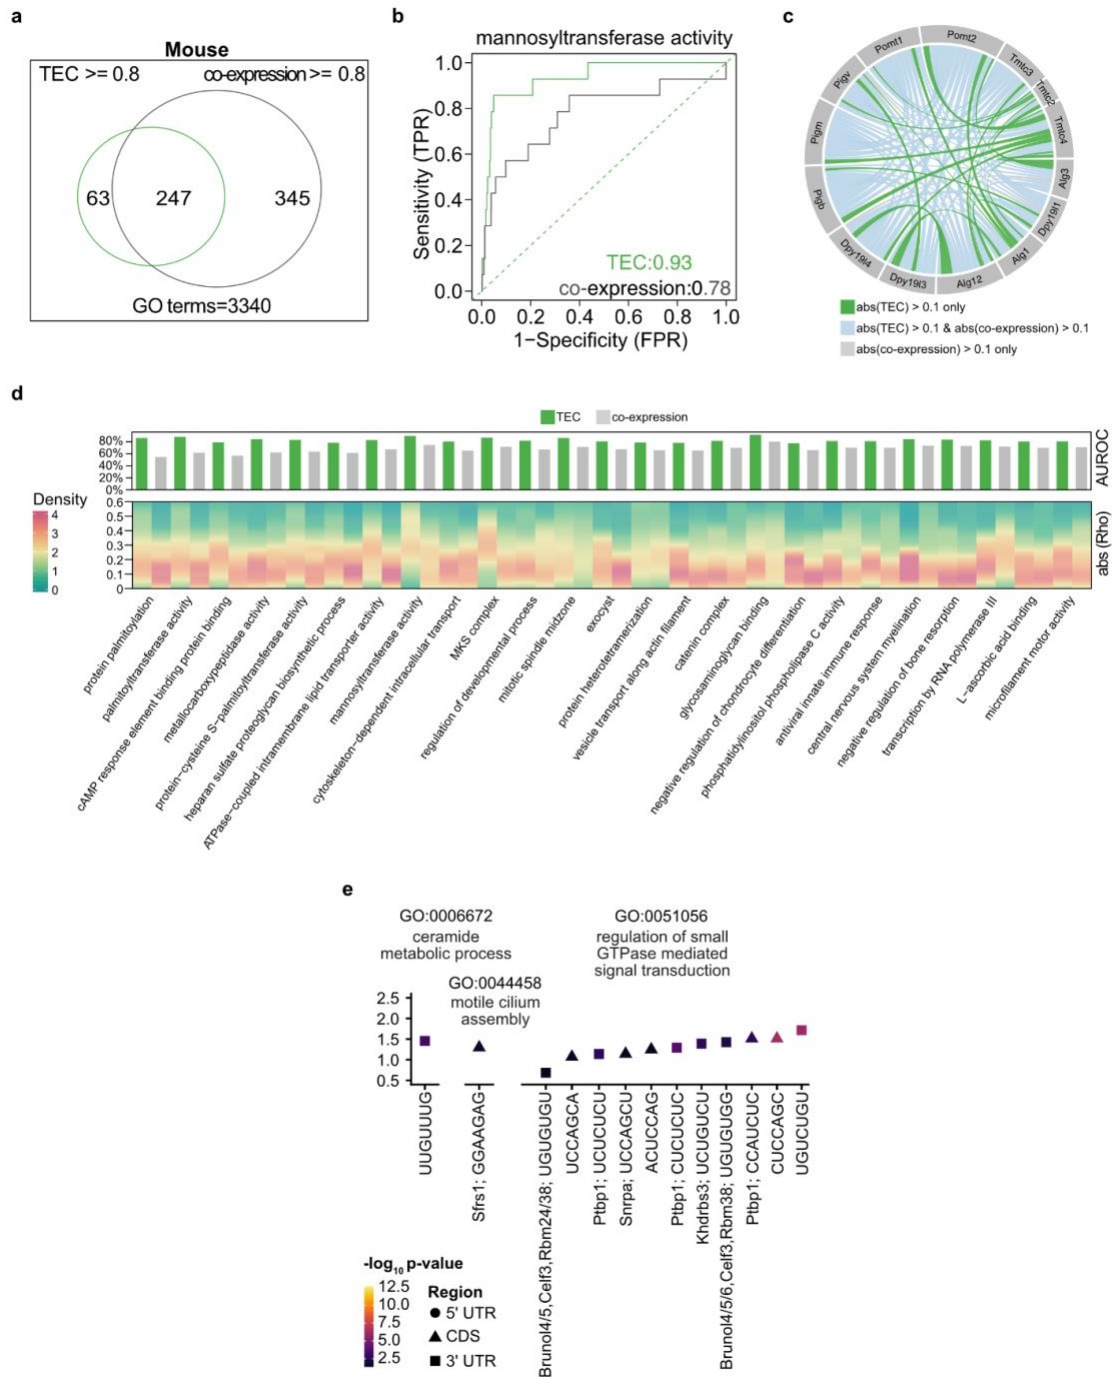 a
Mouse
TEC >= 0.8
co-expression>= 0.8
63
247
345
GO terms=3340
b
mannosyltransferase activity
1.0
0.8
0.6
0.4
0.2
0.0
Sensitivity (TPR)
TEC:0.93
co-expression:0.78
0.0 0.2 0.4 0.6 0.8 1.0
1−Specificity (FPR)
c
Pomt1
Pomt2
Tmtc3
Tmtc2
Tmtc4
Alg3
Dpy19l1
Alg1
Alg12
Dpy19l3
Dpy19l4
Pigb
Pigm
Pigv
abs(TEC) > 0.1 only
abs(TEC) > 0.1 & abs(co-expression) > 0.1
abs(co-expression) > 0.1 only
d
TEC
co-expression
80%
60%
40%
20%
0%
AUROC
Density
4
3
2
1
0
0.6
0.5
0.4
0.3
0.2
0.1
0
abs (Rho)
protein palmitoylation
palmitoyltransferase activity
cAMP response element binding protein binding
metallocarboxypeptidase activity
protein−cysteine S−palmitoyltransferase activity
heparan sulfate proteoglycan biosynthetic process
ATPase−coupled intramembrane lipid transporter activity
mannosyltransferase activity
cytoskeleton−dependent intracellular transport
MKS complex
regulation of developmental process
mitotic spindle midzone
exocyst
protein heterotetramerization
vesicle transport along actin filament
catenin complex
glycosaminoglycan binding
negative regulation of chondrocyte differentiation
phosphatidylinositol phospholipase C activity
antiviral innate immune response
central nervous system myelination
negative regulation of bone resorption
transcription by RNA polymerase III
L−ascorbic acid binding
microfilament motor activity
e
GO:0006672
ceramide
metabolic process
GO:0044458
motile cilium
assembly
GO:0051056
regulation of small
GTPase mediated
signal transduction
2.5
2.0
1.5
1.0
0.5
UUGUUUG
Sfrs1; GGAAGAG
Brunol4/5,Celf3,Rbm24/38; UGUGUGU
UCCAGCA
Ptbp1; UCUCUCU
Snrpa; UCCAGCU
ACUCCAG
Ptbp1; CUCUCUC
Khdrbs3; UCUGUCU
Brunol4/5/6,Celf3,Rbm38; UGUGUGG
Ptbp1; CCAUCUC
CUCCAGC
UGUCUGU
-log10 p-value
12.5
10.0
7.5
5.0
2.5
Region
5' UTR
CDS
3' UTR